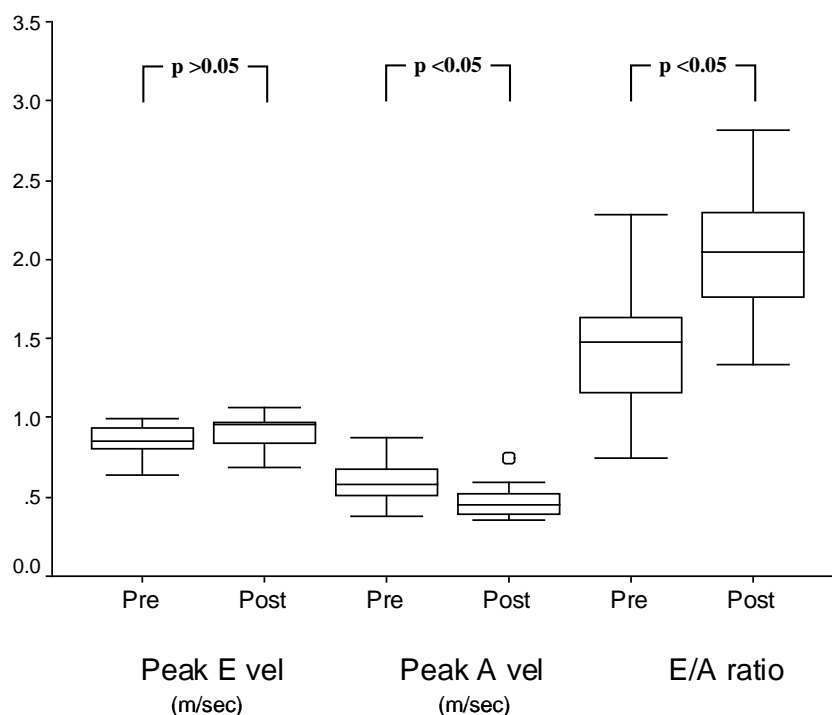 3.5
3.0
2.5
2.0
1.5
1.0
.5
0.0
p >0.05
p <0.05
p <0.05
Pre
Post
Pre
Post
Pre
Post
Peak E vel
(m/sec)
Peak A vel
(m/sec)
E/A ratio